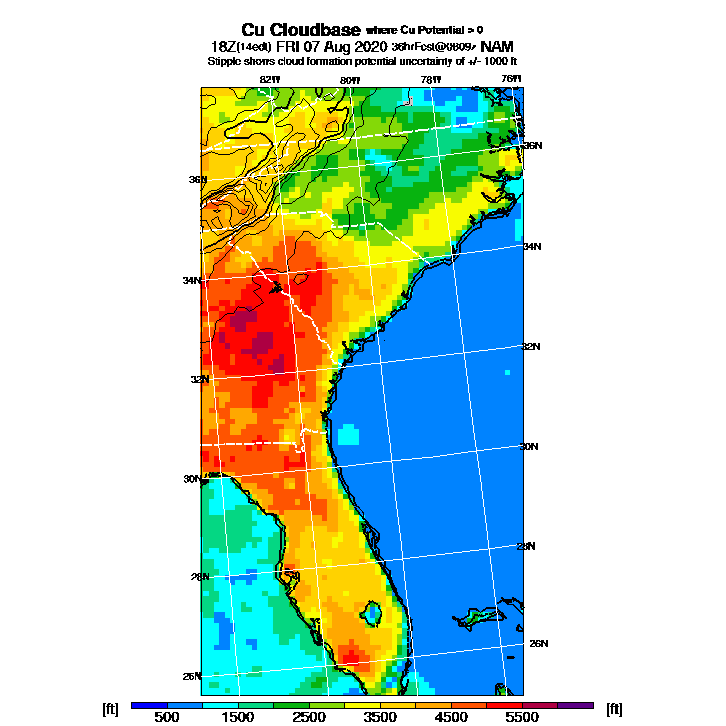 Cu Cloudbase where Cu Potential > 0
18Z(14edt) FRI 07 Aug 2020 36hrFcst@0809z NAM
Stipple shows cloud formation potential uncertainty of +/- 1000 ft
82W 80W 78W 76W
36N
36N
34N
34N
32N
32N
30N
30N
28N
28N
26N
26N
[ft] 500 1500 2500 3500 4500 5500 [ft]